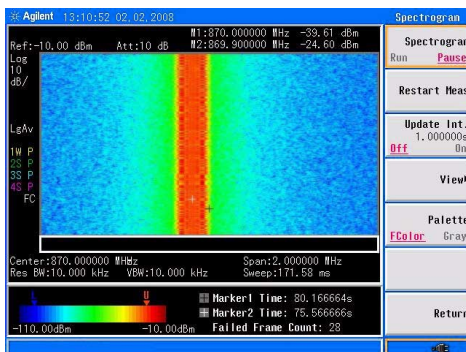 Agilent 13:10:52 02.02.2008
Spectrogran
M1:870.000000 MHz -39.61 dBm
Ref:-10.00 dBm Att:10 dB M2:869.900000 MHz -24.60 dBm
Log
10
dB/
LgAv
1W P
2S P
3S P
4S P
FC
Center:870.000000 MHWz Span:2.000000 MHz
Res BW:10.000 kHz VBW:10.000 kHz Sweep:171.58 ms
L U
-110.00dBm -10.00dBm
Marker1 Time: 80.166664s
Marker2 Time: 75.566666s
Failed Frame Count: 28
Spectrogran
Run Pause
Restart Meas
Update Int.
1.000000s
Off On
View
Palette
FColor Gray
Return